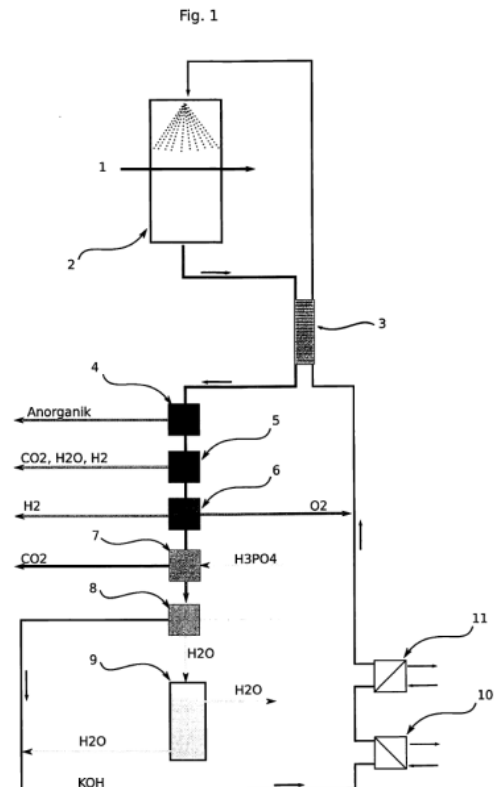 Fig. 1
1
2
3
4
Anorganik
5
CO2, H2O, H2
6
H2
O2
7
H3PO4
CO2
8
11
H2O
9
H2O
10
H2O
KOH